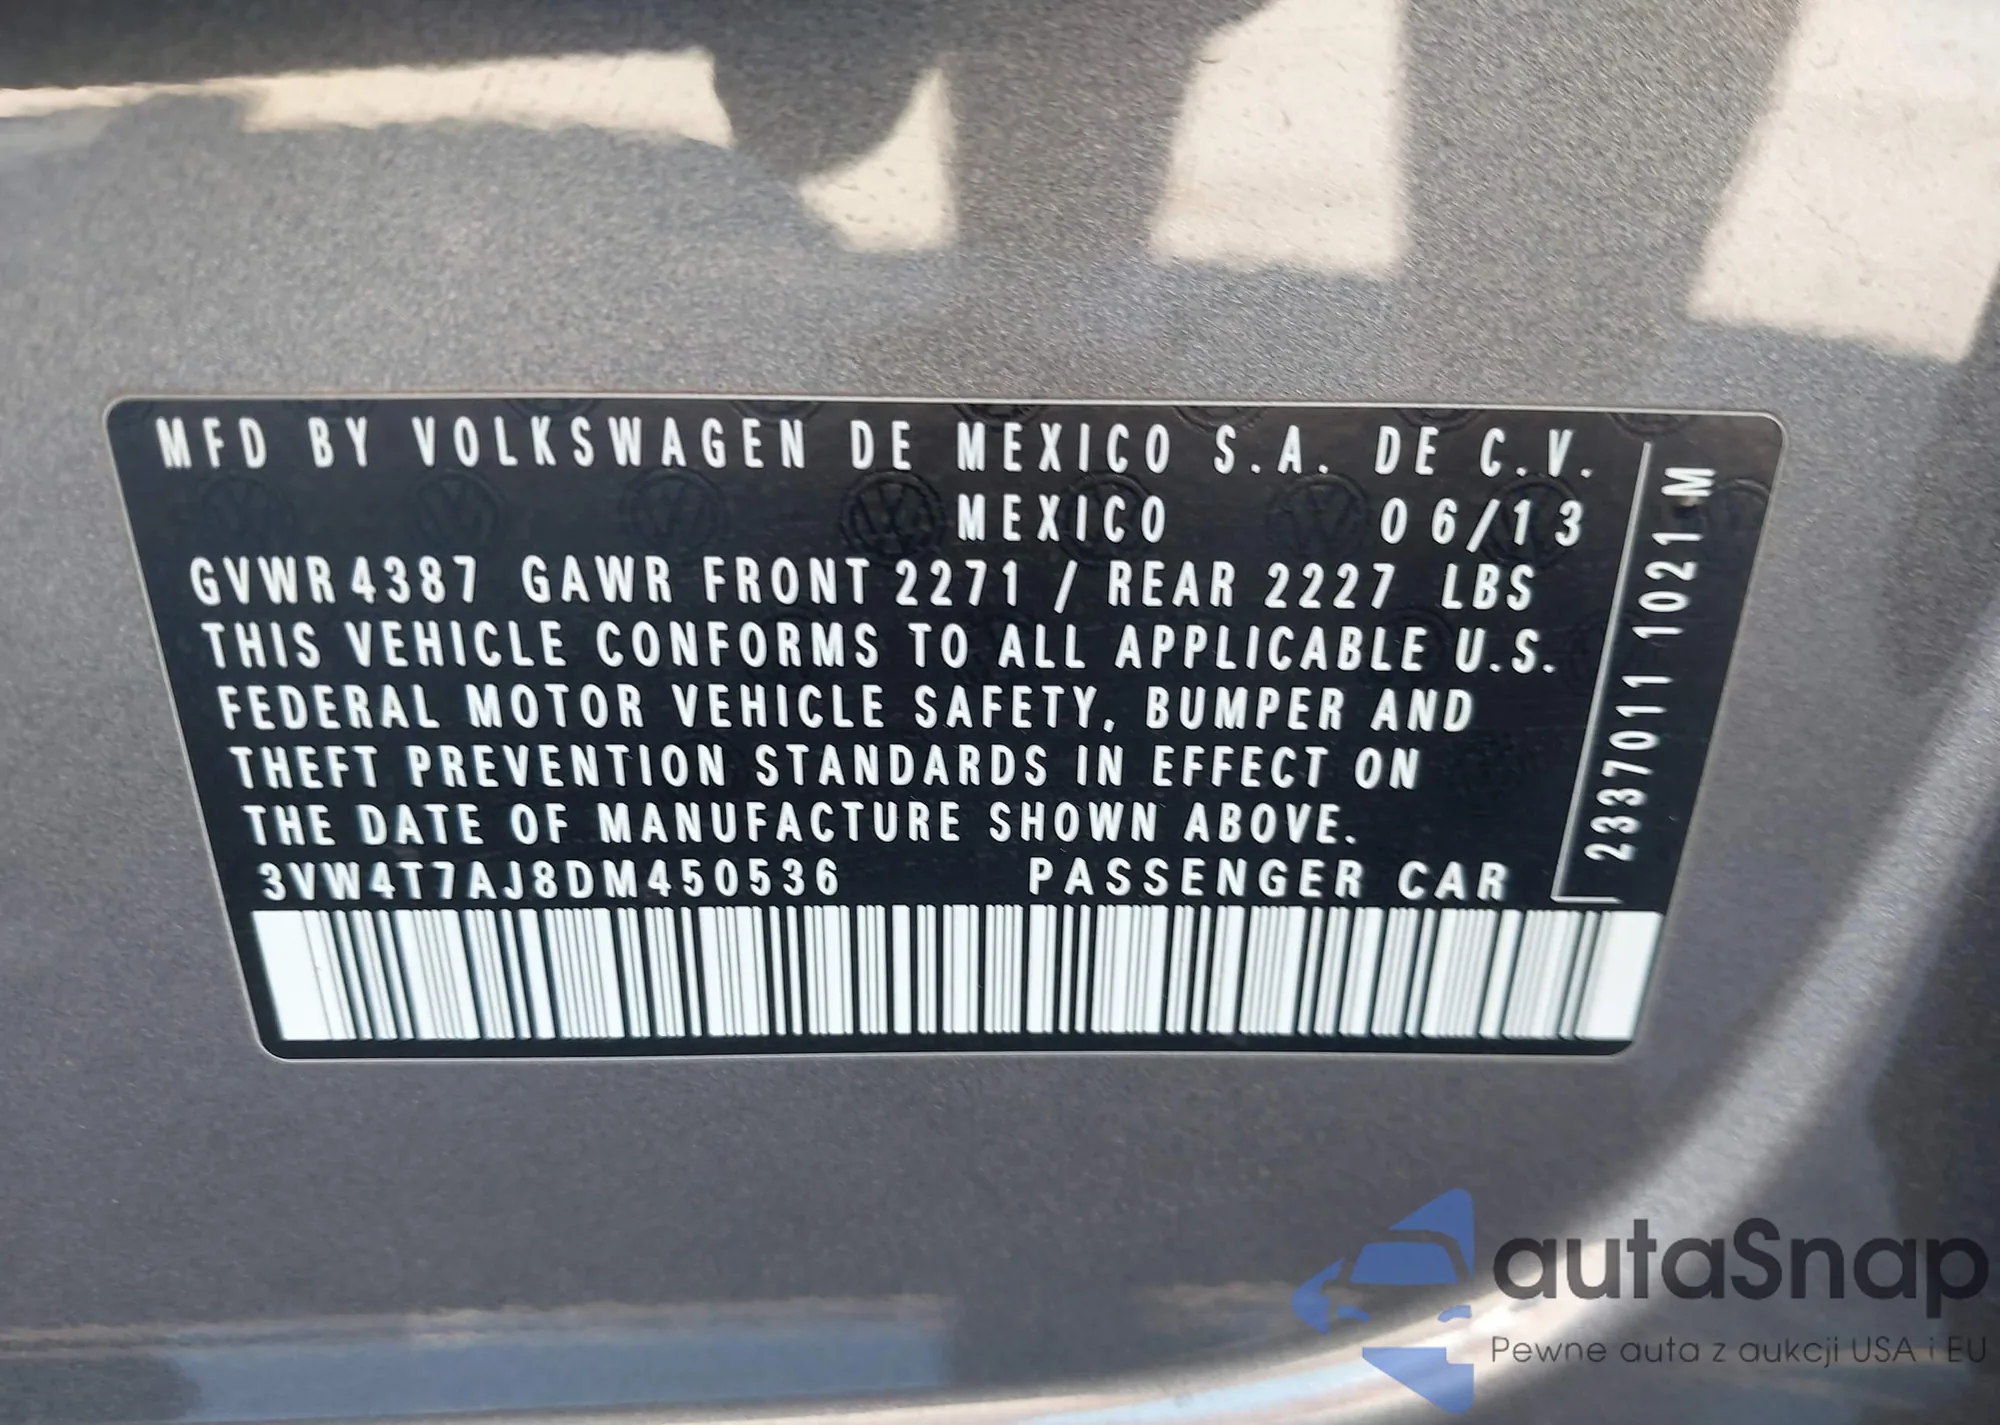 MFD BY VOLKSWAGEN DE MEXICO S.A. DE C.V.
MEXICO 06/13
GVWR 4387 GAWR FRONT 2271 / REAR 2227 LBS
THIS VEHICLE CONFORMS TO ALL APPLICABLE U.S.
FEDERAL MOTOR VEHICLE SAFETY, BUMPER AND
THEFT PREVENTION STANDARDS IN EFFECT ON
THE DATE OF MANUFACTURE SHOWN ABOVE.
3VW4T7AJ8DM450536 PASSENGER CAR
2337011 1021 M
autaSnap
Pewne auta z aukcji USA i EU